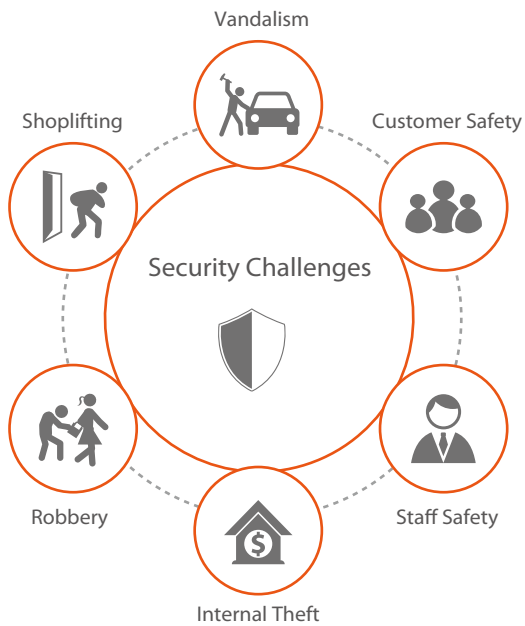 Vandalism
Shoplifting
Customer Safety
Security Challenges
Robbery
Staff Safety
$
Internal Theft